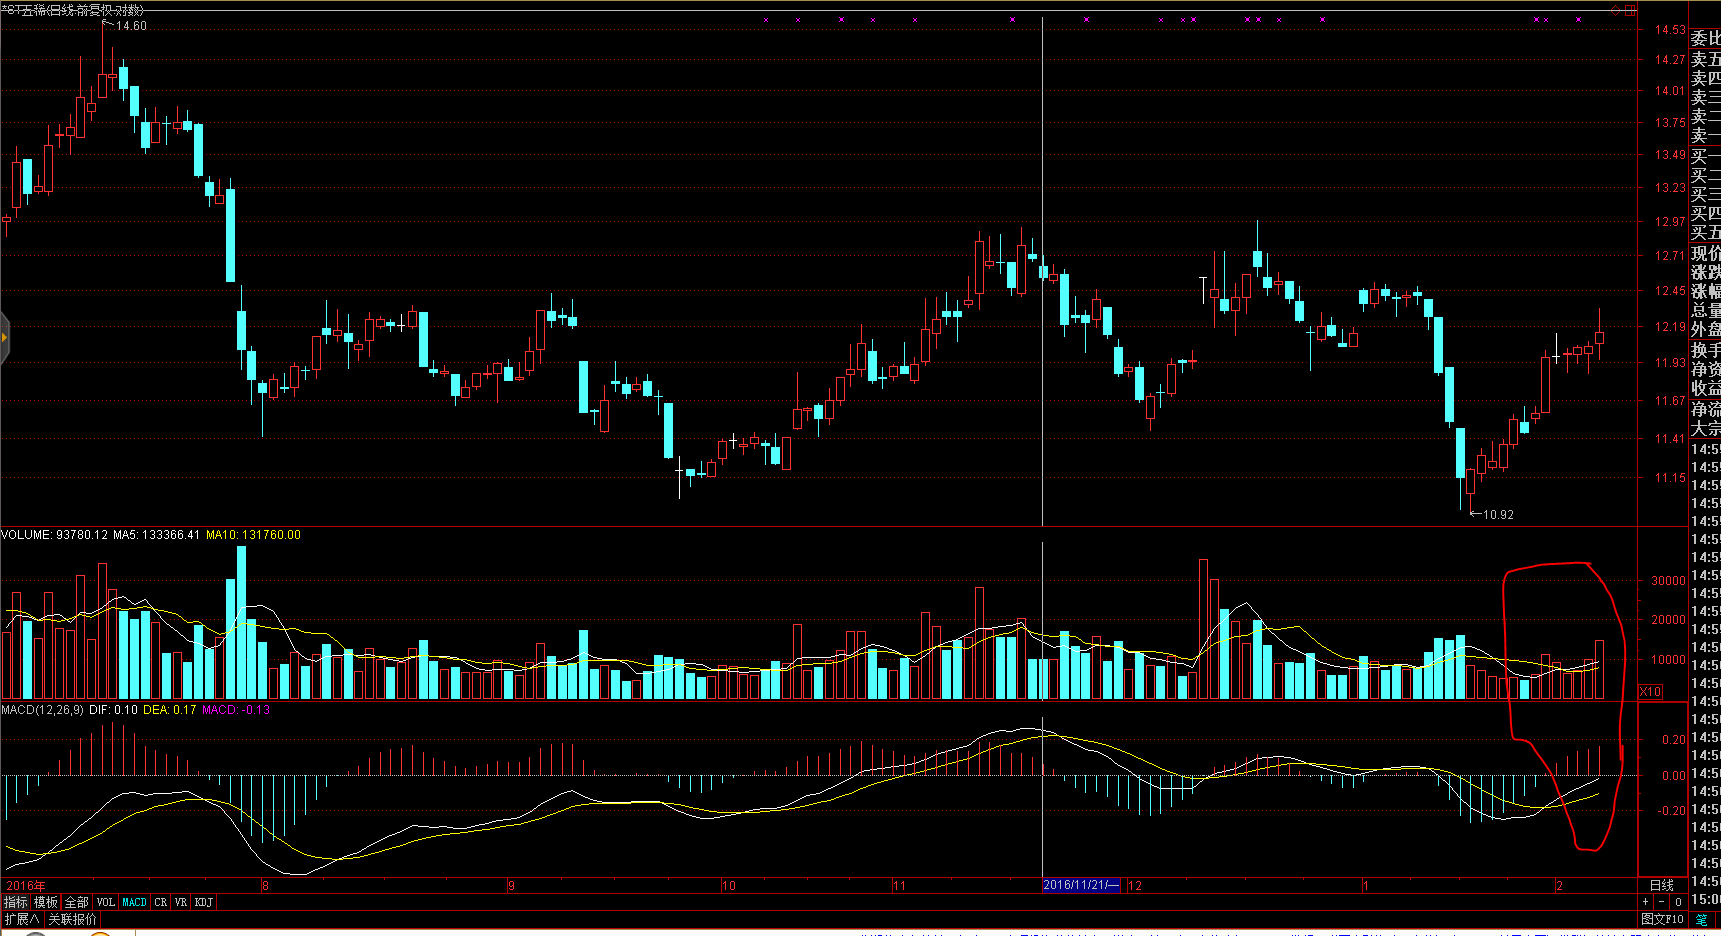 *ST五稀(日线.前复权.对数)
14.60
14.53
14.27
14.01
13.75
13.49
13.23
12.97
12.71
12.45
12.19
11.93
11.67
11.41
11.15
10.92
委比
卖五
卖四
卖三
卖二
卖一
买一
买二
买三
买四
买五
现价
涨跌
涨幅
总量
外盘
换手
净资
收益
净流
大宗
VOLUME: 93780.12 MA5: 133366.41 MA10: 131760.00
30000
20000
10000
X10
MACD(12,26,9) DIF: 0.10 DEA: 0.17 MACD: -0.13
0.20
0.00
-0.20
2016年 8 9 10 11 2016/11/21/一 12 1 2 日线
指标 模板 全部 VOL MACD CR VR KDJ + - 0
扩展∧ 关联报价 图文F10 笔
15:00